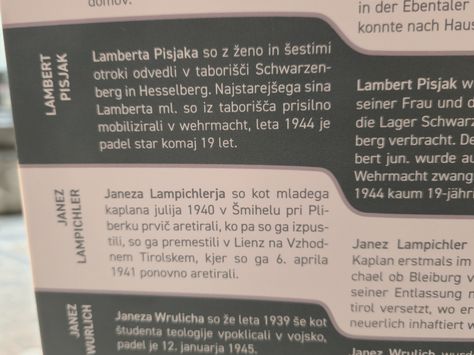 domov.
in der Ebentaler
konnte nach Haus
LAMBERT
PISJAK
Lamberta Pisjaka so z ženo in šestimi
otroki odvedli v taborišči Schwarzen-
berg in Hesselberg. Najstarejšega sina
Lamberta ml. so iz taborišča prisilno
mobilizirali v wehrmacht, leta 1944 je
padel star komaj 19 let.
Lambert Pisjak w
seiner Frau und d
die Lager Schwarz
berg verbracht. De
bert jun. wurde au
Wehrmacht zwang
1944 kaum 19-jähri
JANEZ
LAMPICHLER
Janeza Lampichlerja so kot mladega
kaplana julija 1940 v Šmihelu pri Pli-
berku prvič aretirali, ko pa so ga izpus-
tili, so ga premestili v Lienz na Vzhod-
nem Tirolskem, kjer so ga 6. aprila
1941 ponovno aretirali.
Janez Lampichler
Kaplan erstmals im
chael ob Bleiburg v
seiner Entlassung n
tirol versetzt, wo er
neuerlich inhaftiert w
JANEZ
WURLICH
Janeza Wrulicha so že leta 1939 še kot
študenta teologije vpoklicali v vojsko,
padel je 12. januarja 1945.
Janez Wrulich wurde